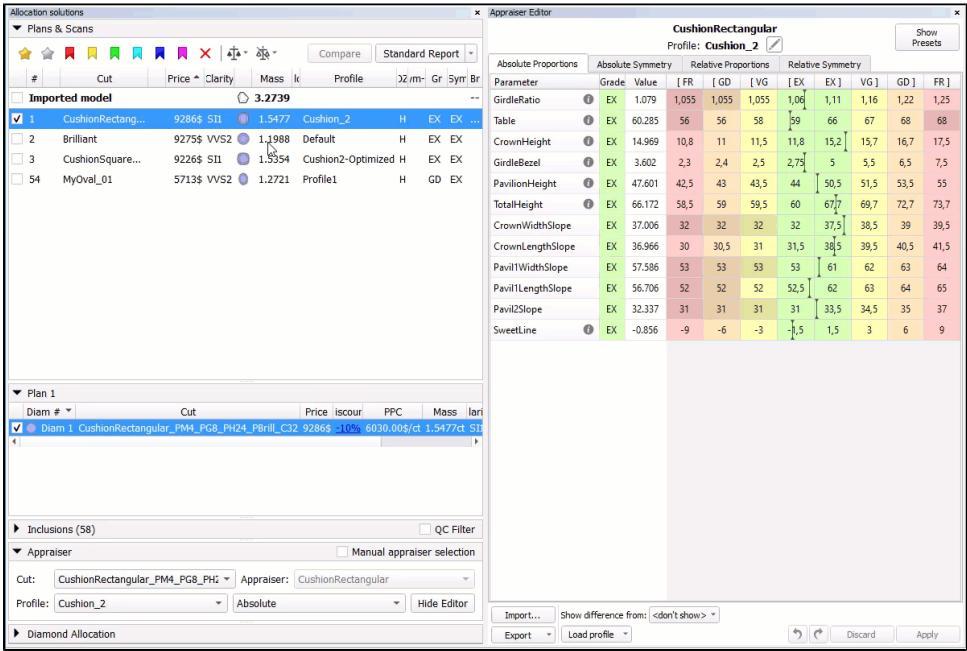 Allocation solutions
Plans & Scans
Compare Standard Report
# Cut Price Clarity Mass Profile Gr Sym Br
Imported model 3.2739 --
1 CushionRectang... 9286$ SI1 1.5477 Cushion_2 H EX EX ...
2 Brilliant 9275$ VVS2 1.1988 Default H EX EX
3 CushionSquare... 9226$ SI1 1.5354 Cushion2-Optimized H EX EX
54 MyOval_01 5713$ VVS2 1.2721 Profile1 H GD EX
Plan 1
Diam # Cut Price iscour PPC Mass lari
Diam 1 CushionRectangular_PM4_PG8_PH24_PBrill_C32 9286$ -10% 6030.00$/ct 1.5477ct SI1
Inclusions (58) QC Filter
Appraiser Manual appraiser selection
Cut: CushionRectangular_PM4_PG8_PH2 Appraiser: CushionRectangular
Profile: Cushion_2 Absolute Hide Editor
Diamond Allocation
Appraiser Editor
CushionRectangular
Profile: Cushion_2
Show
Presets
Absolute Proportions Absolute Symmetry Relative Proportions Relative Symmetry
Parameter Grade Value [ FR [ GD [ VG [ EX EX ] VG ] GD ] FR ]
GirdleRatio EX 1.079 1,055 1,055 1,055 1,06 1,11 1,16 1,22 1,25
Table EX 60.285 56 56 58 59 66 67 68 68
CrownHeight EX 14.969 10,8 11 11,5 11,8 15,2 15,7 16,7 17,5
GirdleBezel EX 3.602 2,3 2,4 2,5 2,75 5 5,5 6,5 7,5
PavilionHeight EX 47.601 42,5 43 43,5 44 50,5 51,5 53,5 55
TotalHeight EX 66.172 58,5 59 59,5 60 67,7 69,7 72,7 73,7
CrownWidthSlope EX 37.006 32 32 32 32 37,5 38,5 39 39,5
CrownLengthSlope EX 36.966 30 30,5 31 31,5 38,5 39,5 40,5 41,5
Pavil1WidthSlope EX 57.586 53 53 53 53 61 62 63 64
Pavil1LengthSlope EX 56.706 52 52 52 52,5 62 63 64 65
Pavil2Slope EX 32.337 31 31 31 31 33,5 34,5 35 37
SweetLine EX -0.856 -9 -6 -3 -1,5 1,5 3 6 9
Import... Show difference from: <don't show>
Export Load profile Discard Apply